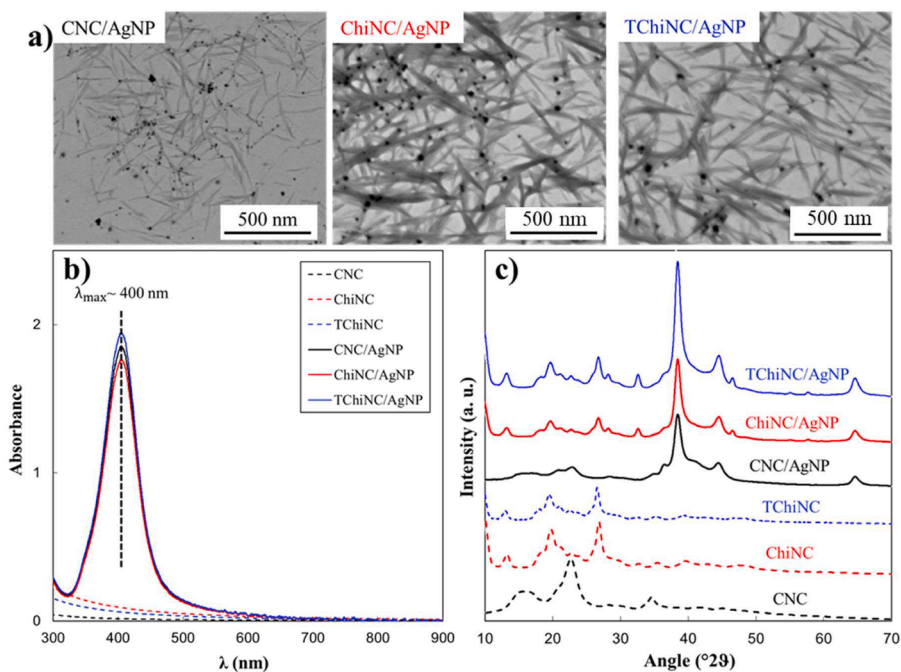 a)
CNC/AgNP
ChiNC/AgNP
TChiNC/AgNP
500 nm
500 nm
500 nm
b)
λmax~ 400 nm
CNC
ChiNC
TChiNC
CNC/AgNP
ChiNC/AgNP
TChiNC/AgNP
Absorbance
2
1
0
300 400 500 600 700 800 900
λ (nm)
c)
Intensity (a. u.)
TChiNC/AgNP
ChiNC/AgNP
CNC/AgNP
TChiNC
ChiNC
CNC
10 20 30 40 50 60 70
Angle (°2ϑ)